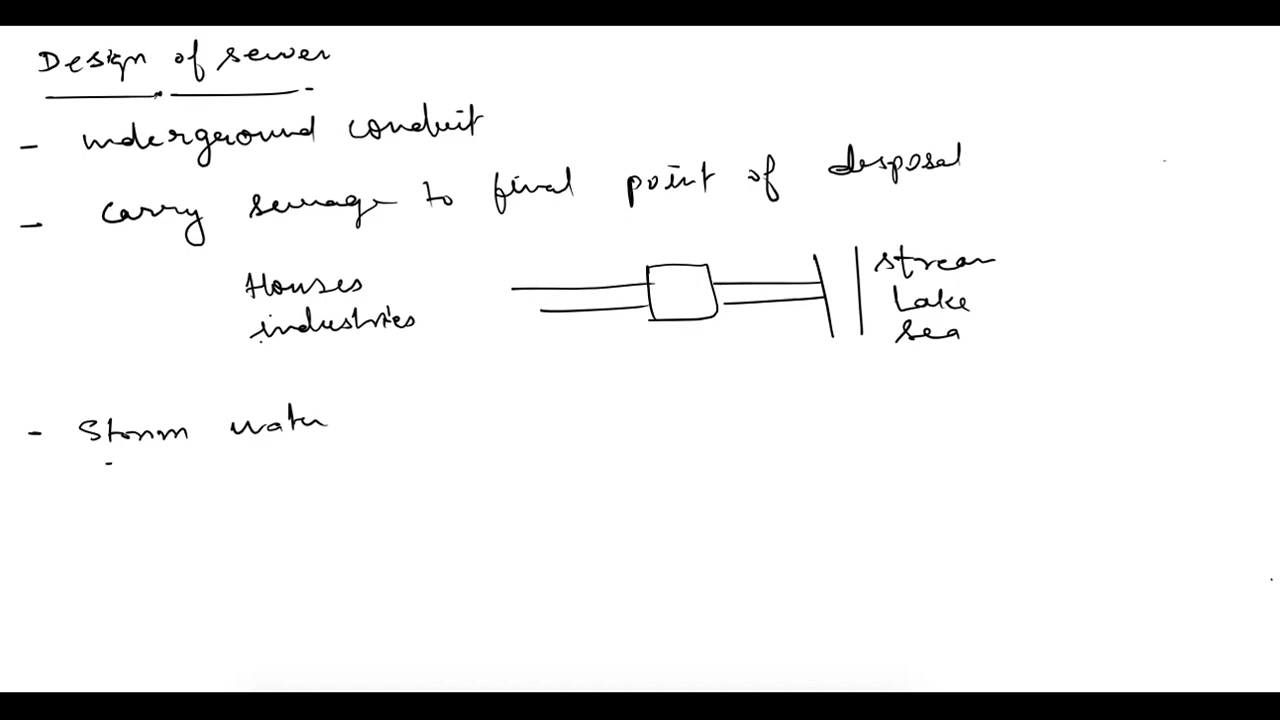 Design of sewer
- underground conduit
- carry sewage to final point of disposal
Houses
industries
stream
Lake
sea
- Storm water